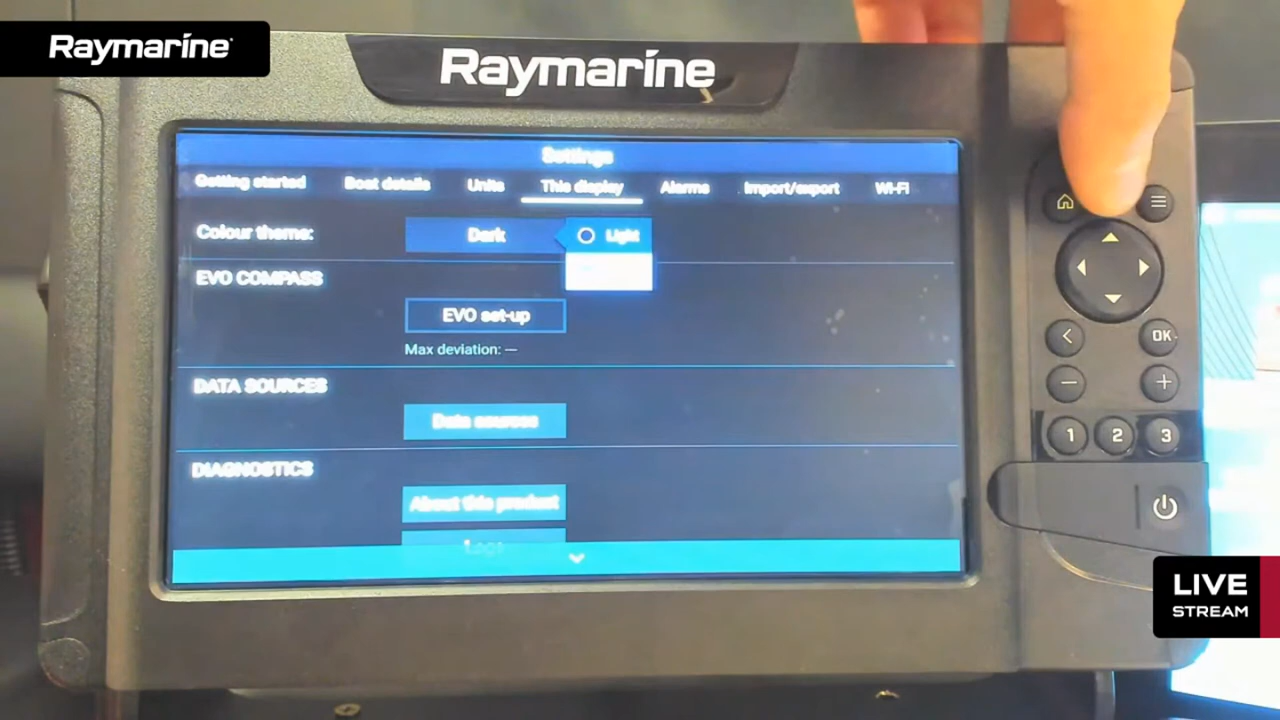 Raymarine
Raymarine
Settings
Getting started Boat details Units This display Alarms Import/export Wi-Fi
Colour theme: Dark Light
EVO COMPASS
EVO set-up
Max deviation: —
DATA SOURCES
Data sources
DIAGNOSTICS
About this product
Logs
OK
1 2 3
LIVE
STREAM